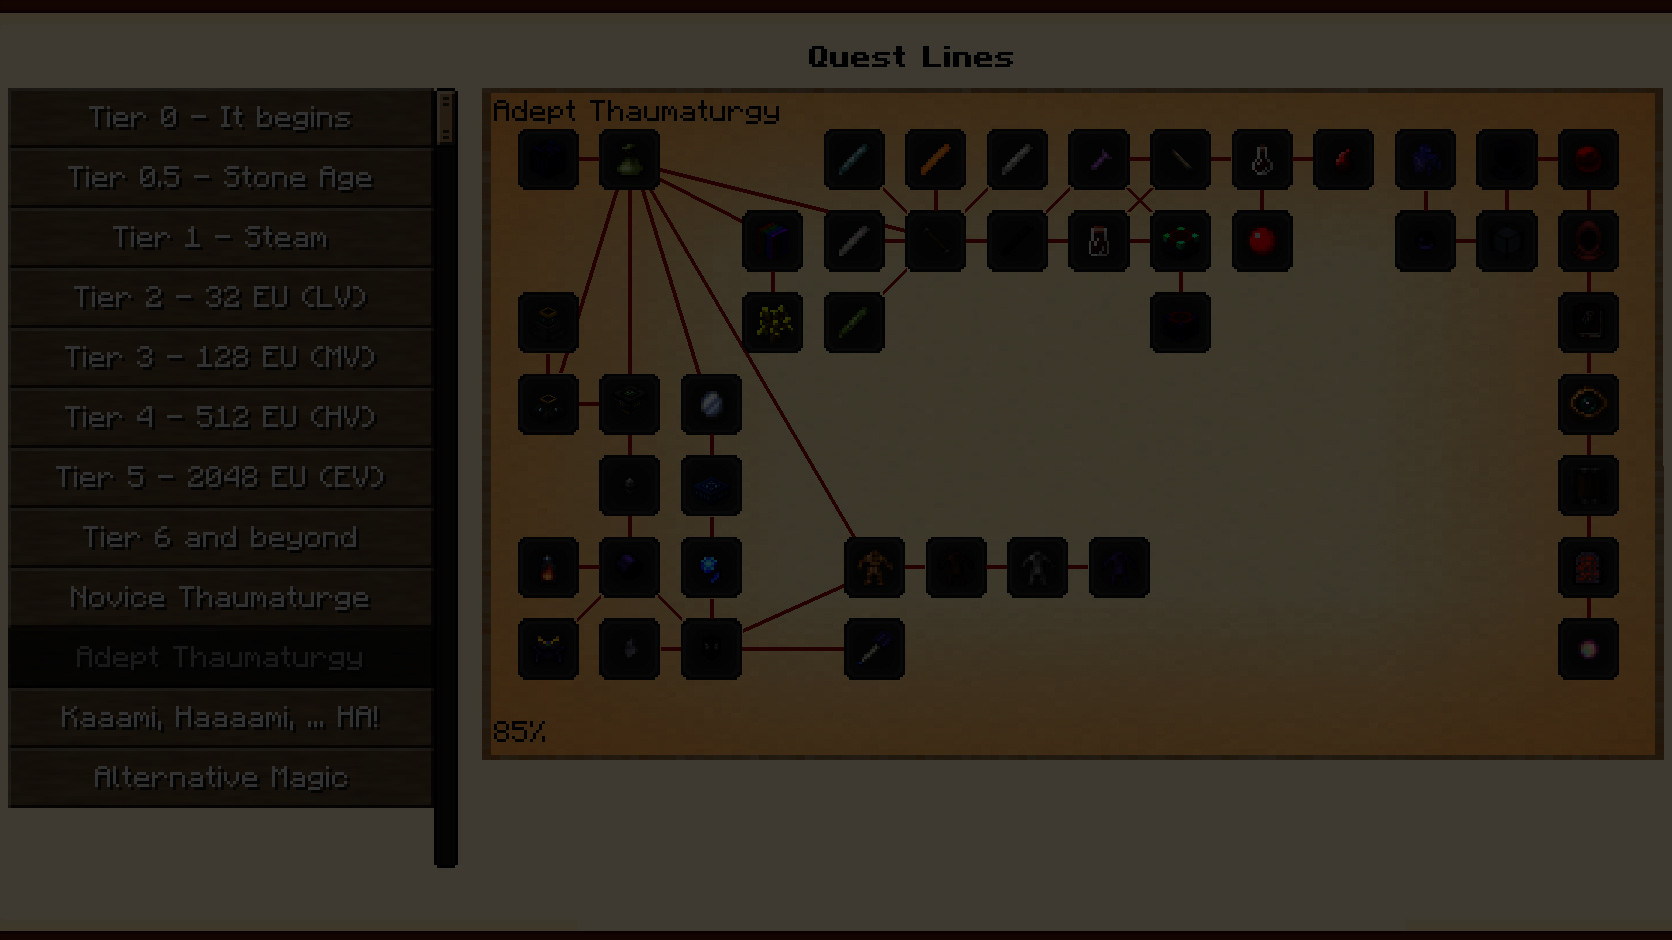 Quest Lines
Tier 0 - It begins
Tier 0.5 - Stone Age
Tier 1 - Steam
Tier 2 - 32 EU (LV)
Tier 3 - 128 EU (MV)
Tier 4 - 512 EU (HV)
Tier 5 - 2048 EU (EV)
Tier 6 and beyond
Novice Thaumaturge
Adept Thaumaturgy
Kaaami, Haaaami, ... HA!
Alternative Magic
Adept Thaumaturgy
85%